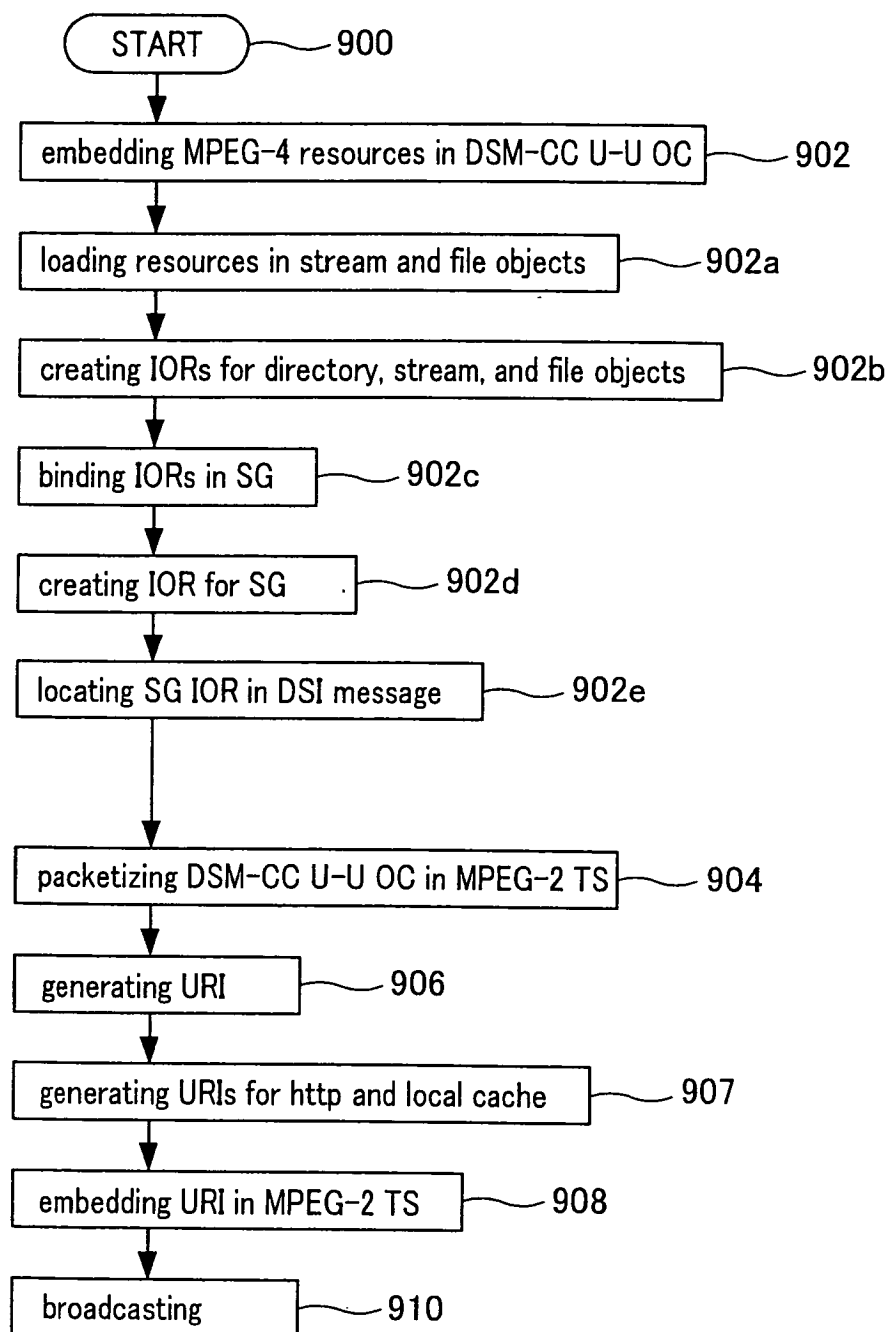 START 900
embedding MPEG-4 resources in DSM-CC U-U OC 902
loading resources in stream and file objects 902a
creating IORs for directory, stream, and file objects 902b
binding IORs in SG 902c
creating IOR for SG 902d
locating SG IOR in DSI message 902e
packetizing DSM-CC U-U OC in MPEG-2 TS 904
generating URI 906
generating URIs for http and local cache 907
embedding URI in MPEG-2 TS 908
broadcasting 910